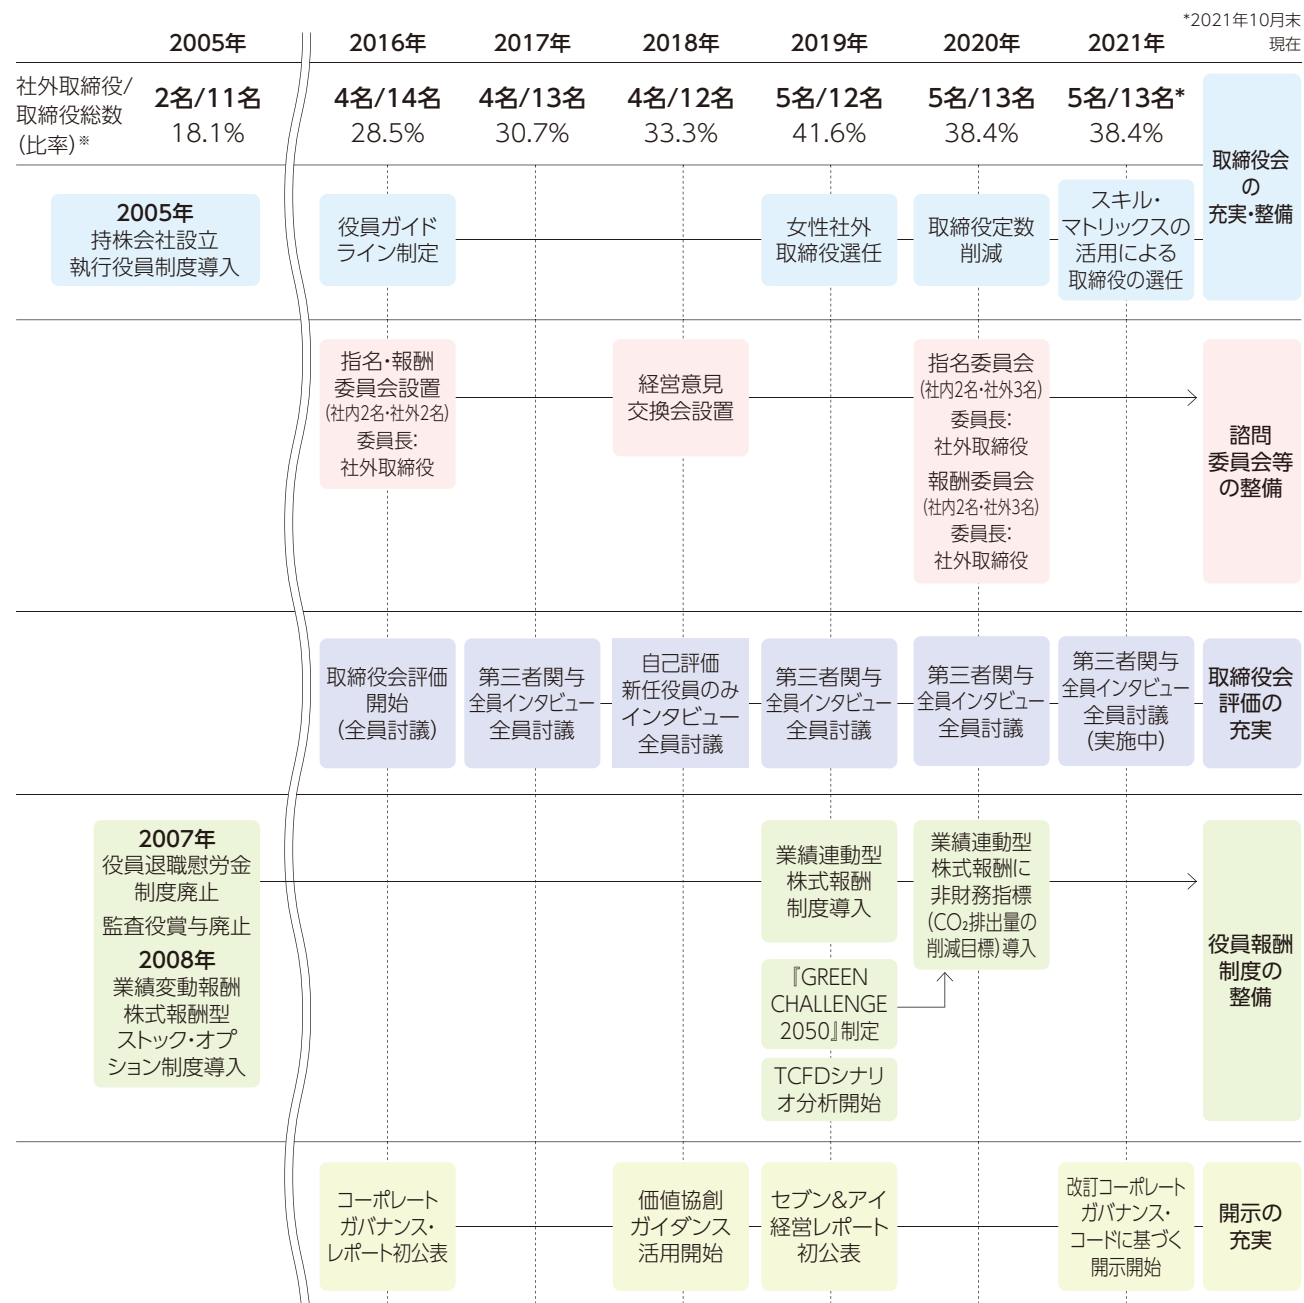 *2021年10月末
現在
2005年
2016年
2017年
2018年
2019年
2020年
2021年
社外取締役/
取締役総数
(比率)※
2名/11名
18.1%
4名/14名
28.5%
4名/13名
30.7%
4名/12名
33.3%
5名/12名
41.6%
5名/13名
38.4%
5名/13名*
38.4%
取締役会
の
充実・整備
2005年
持株会社設立
執行役員制度導入
役員ガイド
ライン制定
女性社外
取締役選任
取締役定数
削減
スキル・
マトリックスの
活用による
取締役の選任
指名・報酬
委員会設置
(社内2名・社外2名)
委員長:
社外取締役
経営意見
交換会設置
指名委員会
(社内2名・社外3名)
委員長:
社外取締役
報酬委員会
(社内2名・社外3名)
委員長:
社外取締役
諮問
委員会等
の整備
取締役会評価
開始
(全員討議)
第三者関与
全員インタビュー
全員討議
自己評価
新任役員のみ
インタビュー
全員討議
第三者関与
全員インタビュー
全員討議
第三者関与
全員インタビュー
全員討議
第三者関与
全員インタビュー
全員討議
(実施中)
取締役会
評価の
充実
2007年
役員退職慰労金
制度廃止
監査役賞与廃止
2008年
業績変動報酬
株式報酬型
ストック・オプ
ション制度導入
業績連動型
株式報酬
制度導入
『GREEN
CHALLENGE
2050』制定
TCFDシナリ
オ分析開始
業績連動型
株式報酬に
非財務指標
(CO₂排出量の
削減目標)導入
役員報酬
制度の
整備
コーポレート
ガバナンス・
レポート初公表
価値協創
ガイダンス
活用開始
セブン&アイ
経営レポート
初公表
改訂コーポレート
ガバナンス・
コードに基づく
開示開始
開示の
充実